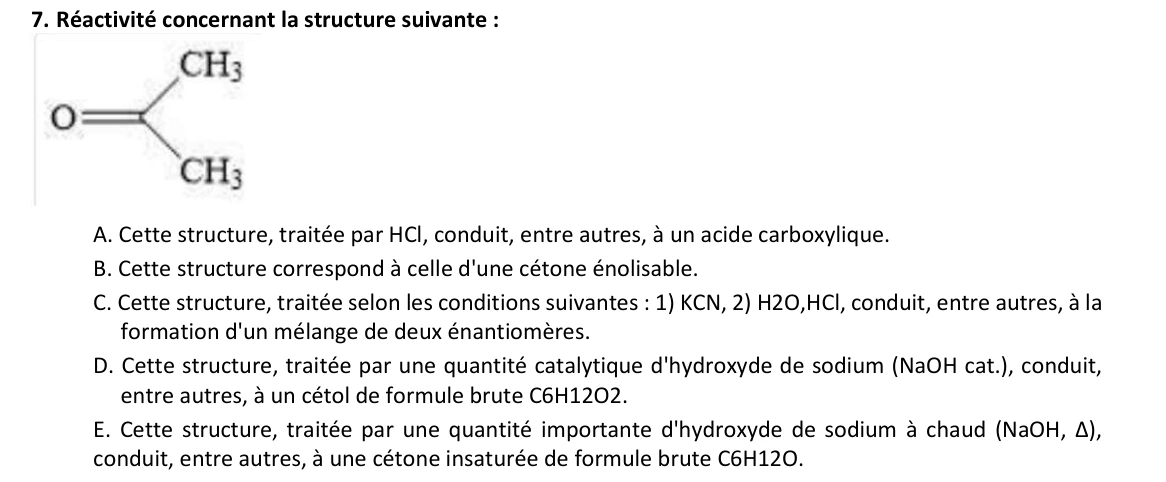 7. Réactivité concernant la structure suivante :
CH3
O
CH3
A. Cette structure, traitée par HCl, conduit, entre autres, à un acide carboxylique.
B. Cette structure correspond à celle d'une cétone énolisable.
C. Cette structure, traitée selon les conditions suivantes : 1) KCN, 2) H2O,HCl, conduit, entre autres, à la
formation d'un mélange de deux énantiomères.
D. Cette structure, traitée par une quantité catalytique d'hydroxyde de sodium (NaOH cat.), conduit,
entre autres, à un cétol de formule brute C6H12O2.
E. Cette structure, traitée par une quantité importante d'hydroxyde de sodium à chaud (NaOH, Δ),
conduit, entre autres, à une cétone insaturée de formule brute C6H12O.